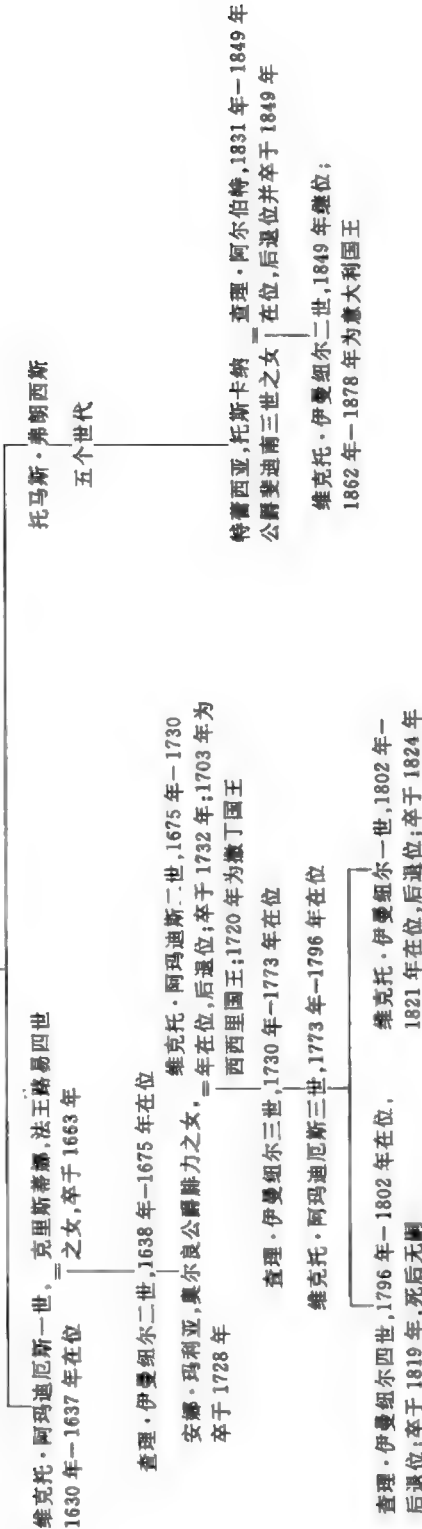 托马斯·弗朗西斯
五个世代
维克托·阿玛迪厄斯一世，
1630年—1637年在位
=
克里斯蒂娜，法王路易四世
之女，卒于1663年
查理·伊曼纽尔二世，1638年—1675年在位
安娜·玛利亚，奥尔良公爵腓力之女，
卒于1728年
=
维克托·阿玛迪斯二世，1675年—1730
年在位，后退位；卒于1732年；1703年为
西西里国王；1720年为撒丁国王
查理·伊曼纽尔三世，1730年—1773年在位
维克托·阿玛迪厄斯三世，1773年—1796年在位
查理·伊曼纽尔四世，1796年—1802年在位，
后退位；卒于1819年，死后无嗣
维克托·伊曼纽尔一世，1802年—
1821年在位，后退位；卒于1824年
特蕾西亚，托斯卡纳
公爵斐迪南三世之女
=
查理·阿尔伯特，1831年—1849年
在位，后退位并卒于1849年
维克托·伊曼纽尔二世，1849年继位；
1862年—1878年为意大利国王